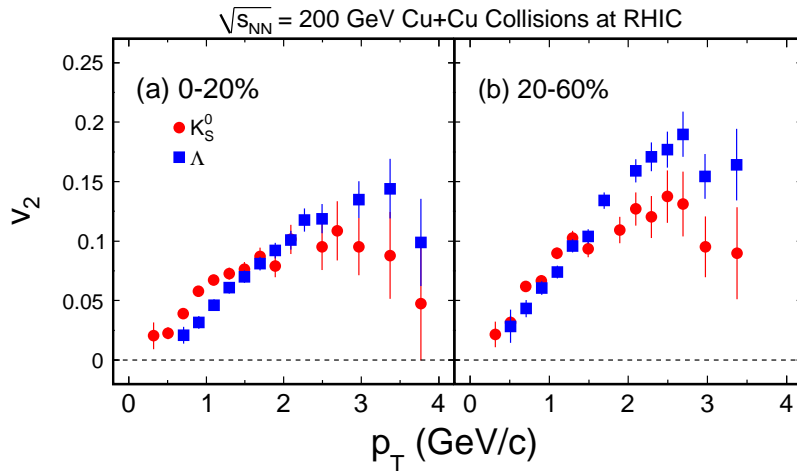 √s_NN = 200 GeV Cu+Cu Collisions at RHIC
(a) 0-20%
(b) 20-60%
K⁰_S
Λ
v₂
0.25
0.2
0.15
0.1
0.05
0
0 1 2 3 4
0 1 2 3 4
p_T (GeV/c)